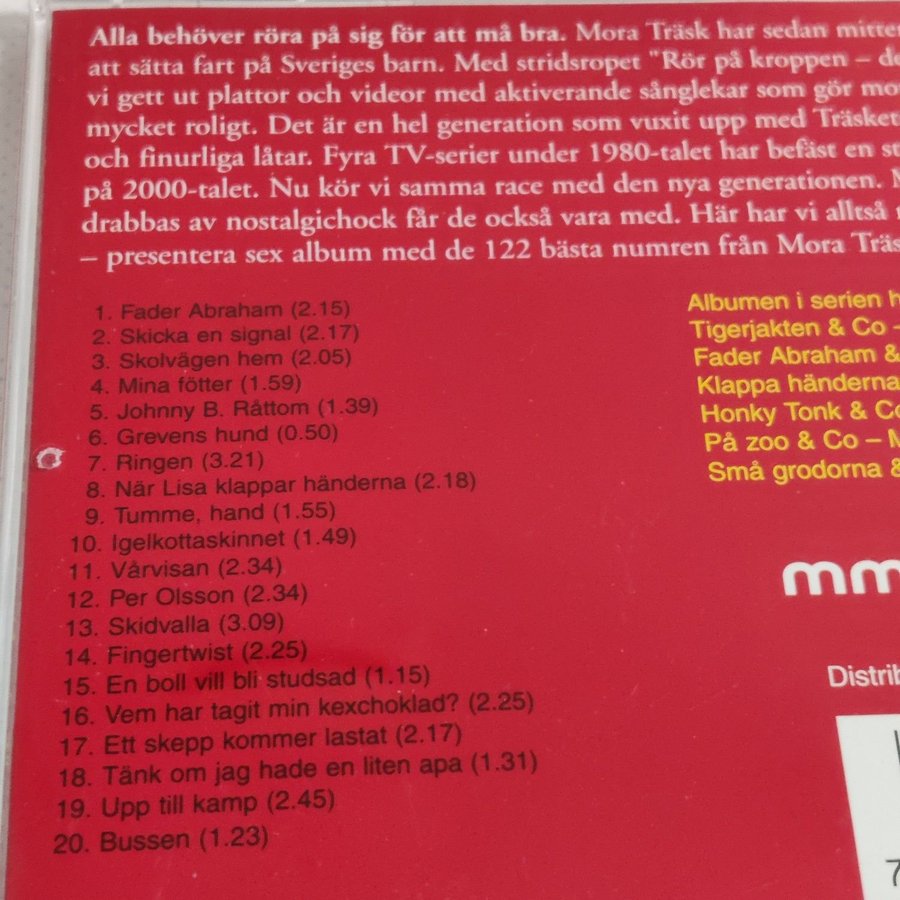 Alla behöver röra på sig för att må bra. Mora Träsk har sedan mitten
att sätta fart på Sveriges barn. Med stridsropet "Rör på kroppen – de
vi gett ut plattor och videor med aktiverande sånglekar som gör mo
mycket roligt. Det är en hel generation som vuxit upp med Träsket
och finurliga låtar. Fyra TV-serier under 1980-talet har befäst en st
på 2000-talet. Nu kör vi samma race med den nya generationen. M
drabbas av nostalgichock får de också vara med. Här har vi alltså
– presentera sex album med de 122 bästa numren från Mora Träs
1. Fader Abraham (2.15)
2. Skicka en signal (2.17)
3. Skolvägen hem (2.05)
4. Mina fötter (1.59)
5. Johnny B. Råttom (1.39)
6. Grevens hund (0.50)
7. Ringen (3.21)
8. När Lisa klappar händerna (2.18)
9. Tumme, hand (1.55)
10. Igelkottaskinnet (1.49)
11. Vårvisan (2.34)
12. Per Olsson (2.34)
13. Skidvalla (3.09)
14. Fingertwist (2.25)
15. En boll vill bli studsad (1.15)
16. Vem har tagit min kexchoklad? (2.25)
17. Ett skepp kommer lastat (2.17)
18. Tänk om jag hade en liten apa (1.31)
19. Upp till kamp (2.45)
20. Bussen (1.23)
Albumen i serien h
Tigerjakten & Co –
Fader Abraham &
Klappa händerna
Honky Tonk & Co
På zoo & Co – M
Små grodorna &
mm
Distrib
7